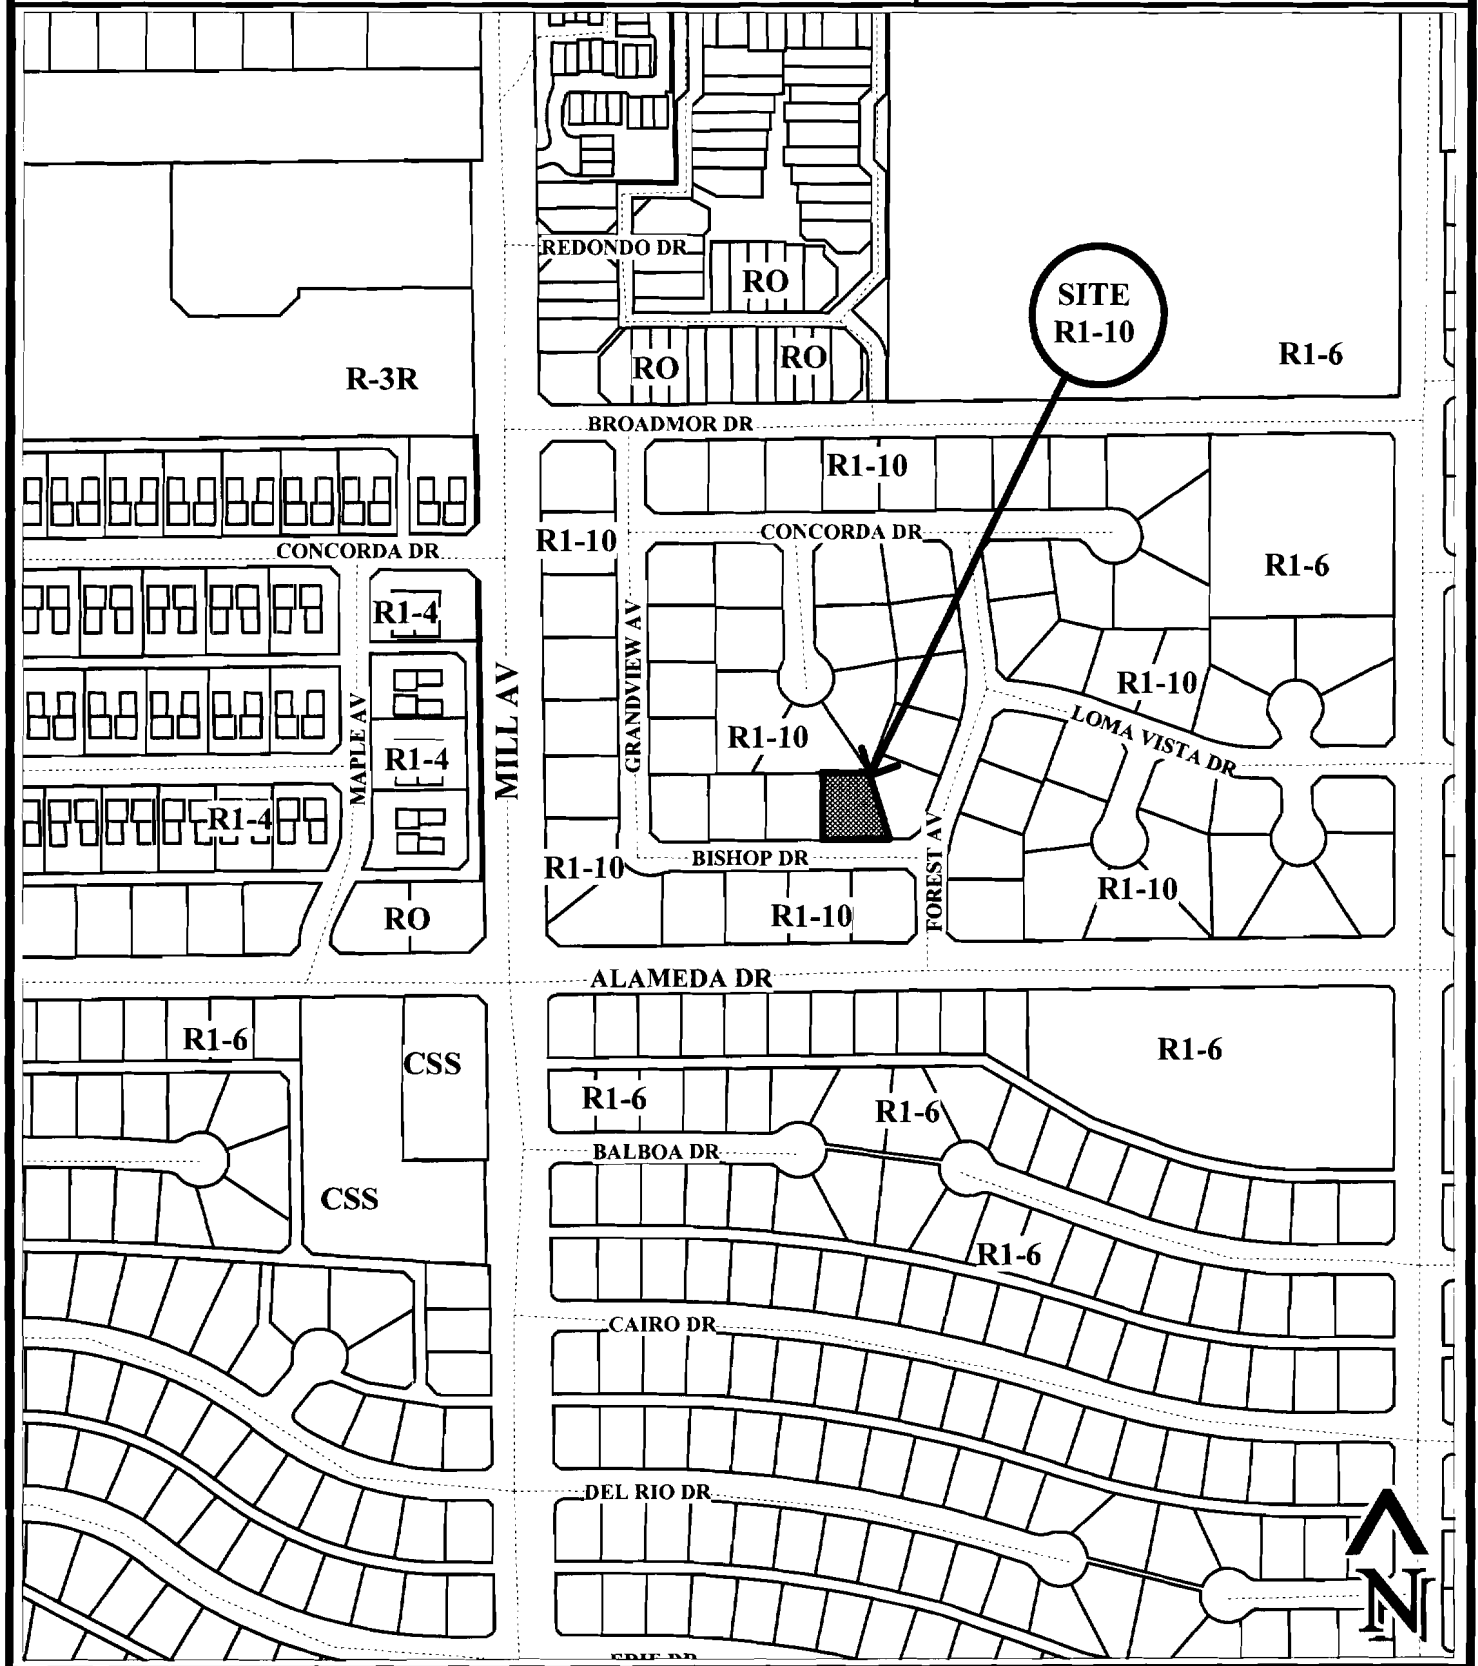 REDONDO DR
RO
SITE
R1-10
RO
RO
R1-6
R-3R
BROADMOR DR
R1-10
CONCORDA DR
R1-10
CONCORDA DR
R1-6
R1-4
GRANDVIEW AV
R1-10
MILL AV
MAPLE AV
R1-10
LOMA VISTA DR
R1-4
R1-4
BISHOP DR
R1-10
FOREST AV
R1-10
RO
R1-10
ALAMEDA DR
R1-6
CSS
R1-6
R1-6
R1-6
BALBOA DR
CSS
R1-6
CAIRO DR
DEL RIO DR
N